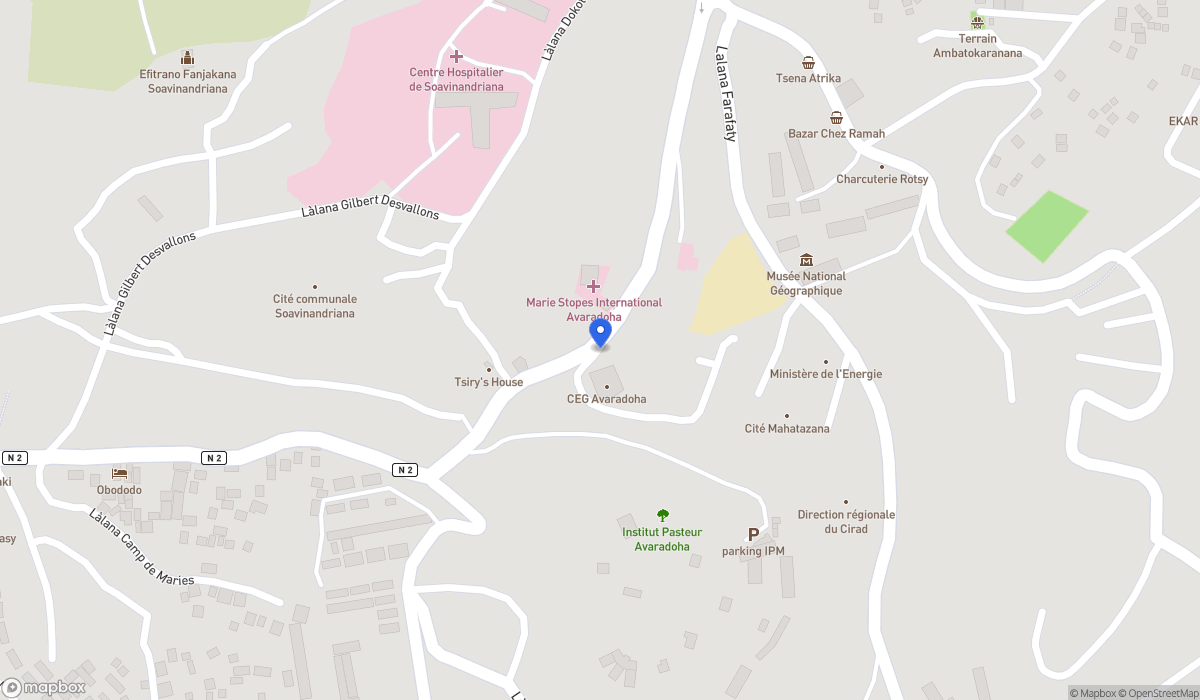 Làlana Dokot
Lalana Farafaty
Terrain
Ambatokaranana
Efitrano Fanjakana
Soavinandriana
Centre Hospitalier
de Soavinandriana
Tsena Atrika
EKAR
Bazar Chez Ramah
Charcuterie Rotsy
Làlana Gilbert Desvallons
Làlana Gilbert Desvallons
Musée National
Géographique
Cité communale
Soavinandriana
Marie Stopes International
Avaradoha
Tsiry's House
Ministère de l'Energie
CEG Avaradoha
Cité Mahatazana
N 2
N 2
N 2
aki
Obododo
Làlana Camp de Maries
asy
Direction régionale
du Cirad
Institut Pasteur
Avaradoha
P
parking IPM
mapbox
© Mapbox © OpenStreetMap